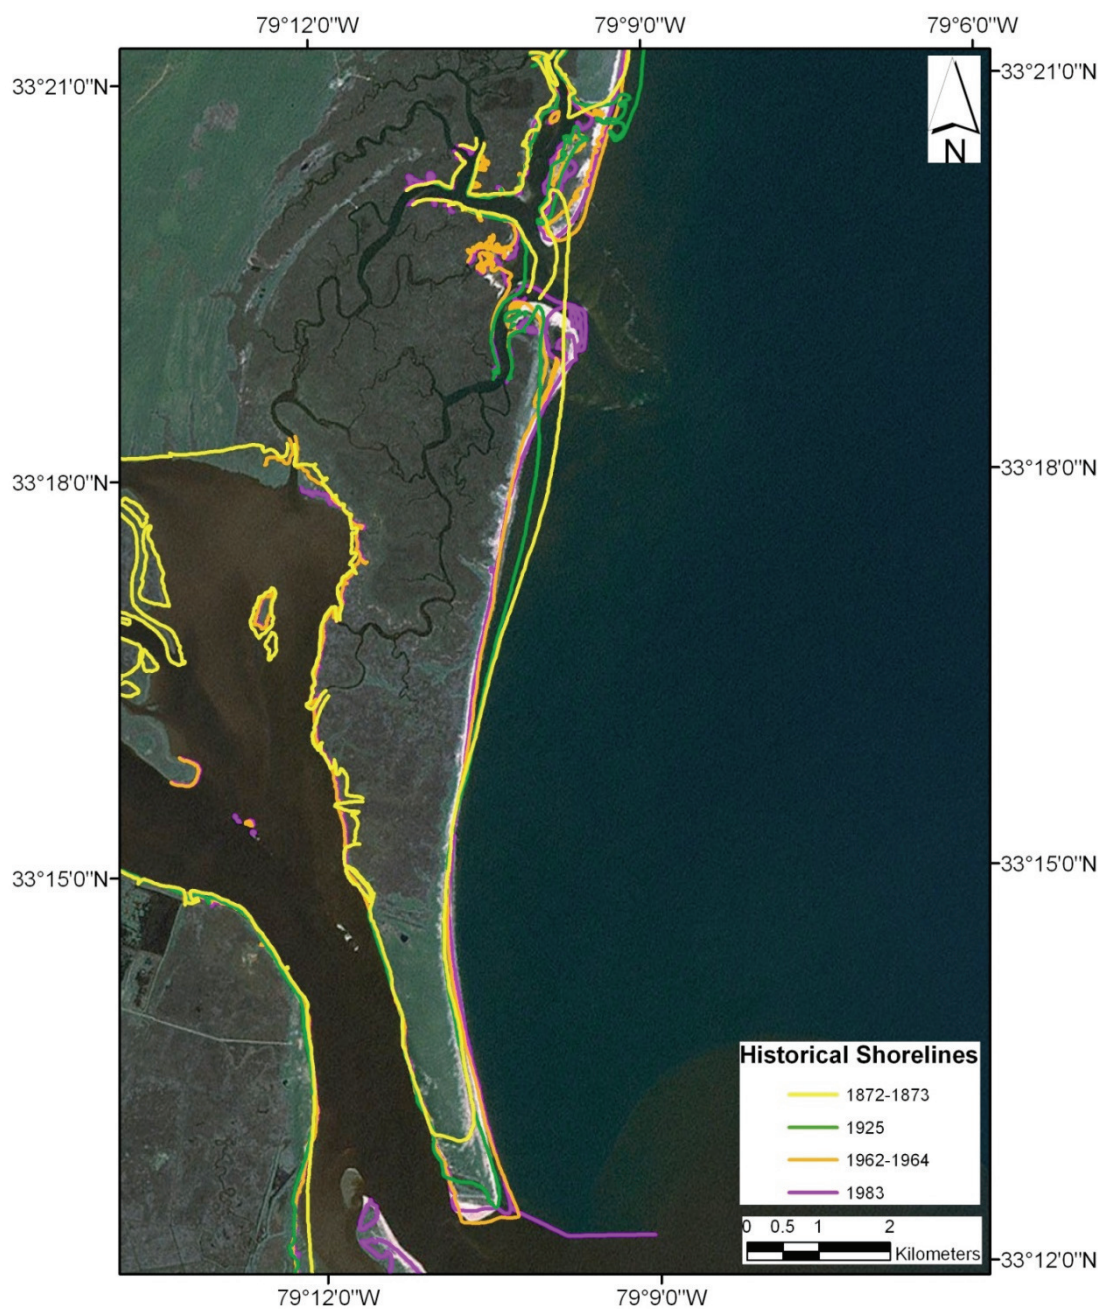 79°12'0"W 79°9'0"W 79°6'0"W
33°21'0"N 33°21'0"N
N
33°18'0"N 33°18'0"N
33°15'0"N 33°15'0"N
Historical Shorelines
1872-1873
1925
1962-1964
1983
0 0.5 1 2
Kilometers
33°12'0"N
79°12'0"W 79°9'0"W